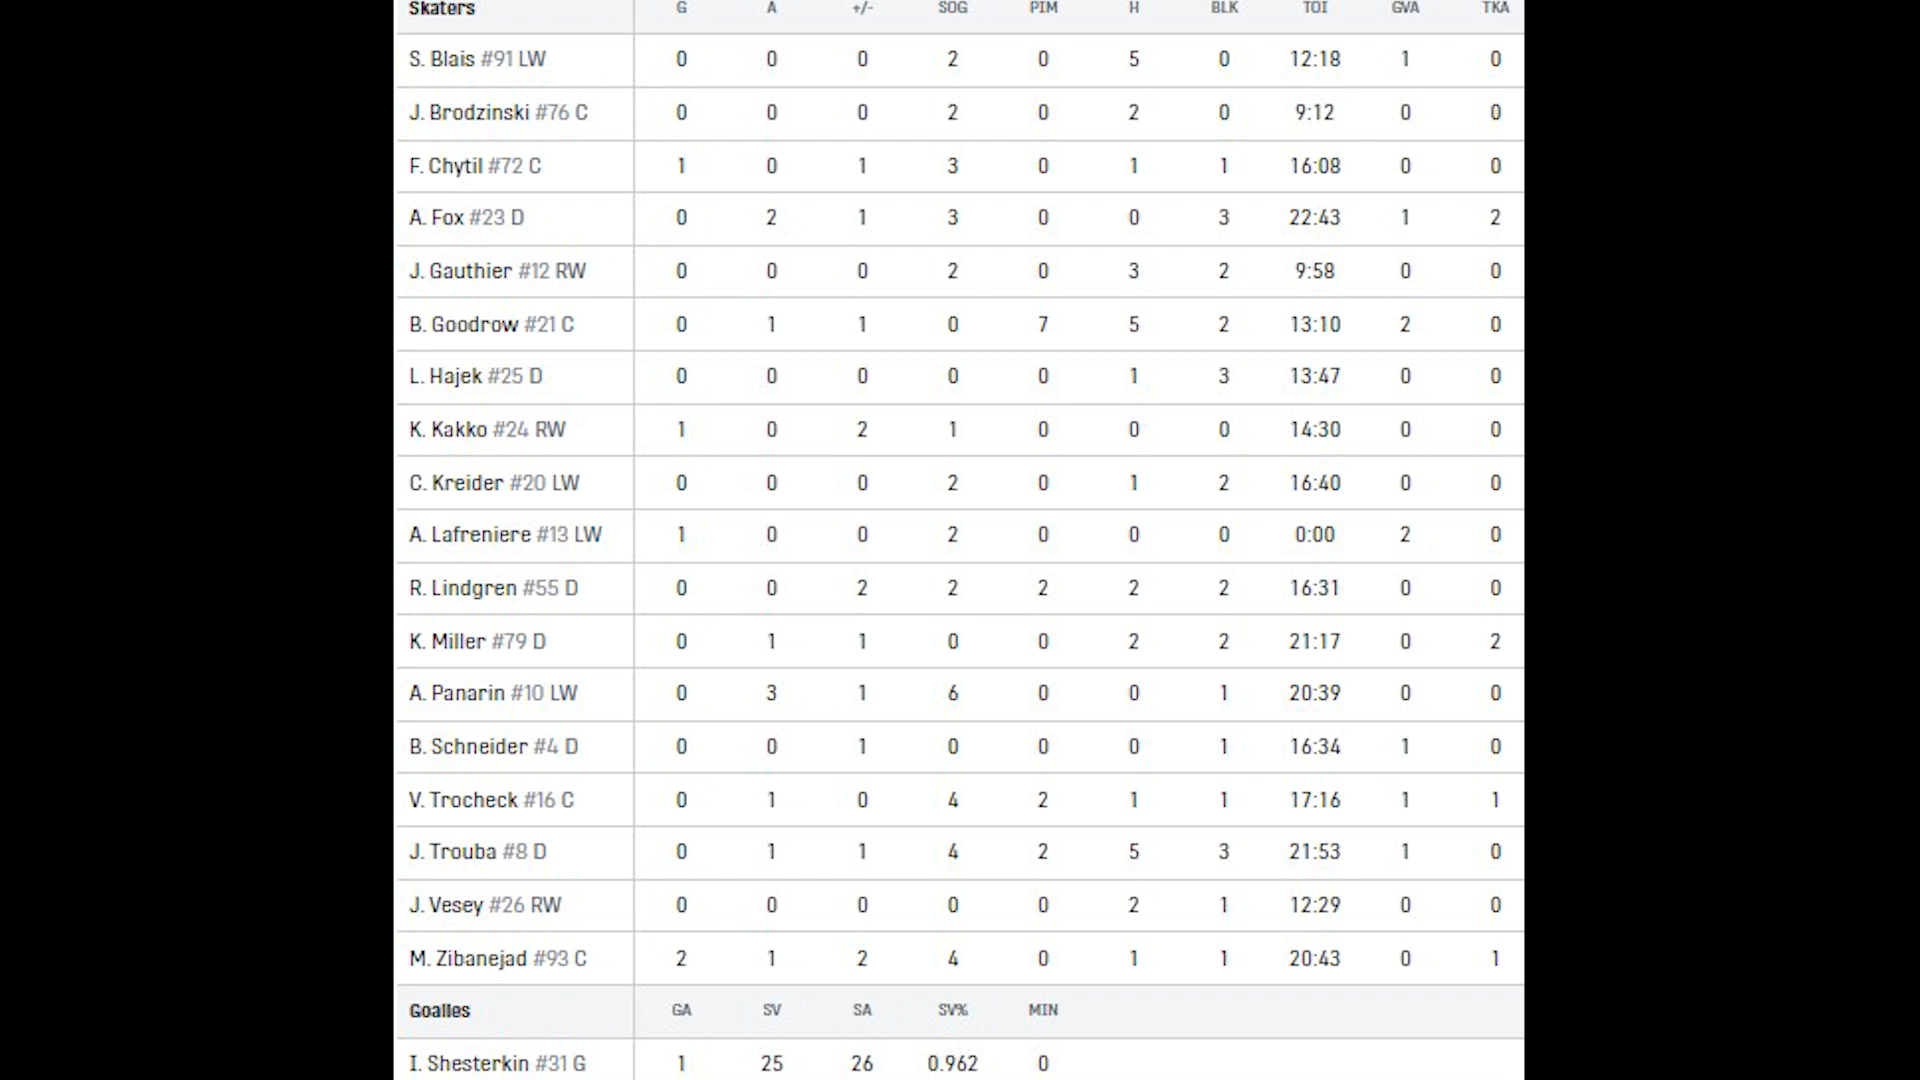 Skaters G A +/- SOG PIM H BLK TOI GVA TKA
S. Blais #91 LW 0 0 0 2 0 5 0 12:18 1 0
J. Brodzinski #76 C 0 0 0 2 0 2 0 9:12 0 0
F. Chytil #72 C 1 0 1 3 0 1 1 16:08 0 0
A. Fox #23 D 0 2 1 3 0 0 3 22:43 1 2
J. Gauthier #12 RW 0 0 0 2 0 3 2 9:58 0 0
B. Goodrow #21 C 0 1 1 0 7 5 2 13:10 2 0
L. Hajek #25 D 0 0 0 0 0 1 3 13:47 0 0
K. Kakko #24 RW 1 0 2 1 0 0 0 14:30 0 0
C. Kreider #20 LW 0 0 0 2 0 1 2 16:40 0 0
A. Lafreniere #13 LW 1 0 0 2 0 0 0 0:00 2 0
R. Lindgren #55 D 0 0 2 2 2 2 2 16:31 0 0
K. Miller #79 D 0 1 1 0 0 2 2 21:17 0 2
A. Panarin #10 LW 0 3 1 6 0 0 1 20:39 0 0
B. Schneider #4 D 0 0 1 0 0 0 1 16:34 1 0
V. Trocheck #16 C 0 1 0 4 2 1 1 17:16 1 1
J. Trouba #8 D 0 1 1 4 2 5 3 21:53 1 0
J. Vesey #26 RW 0 0 0 0 0 2 1 12:29 0 0
M. Zibanejad #93 C 2 1 2 4 0 1 1 20:43 0 1
Goalies GA SV SA SV% MIN
I. Shesterkin #31 G 1 25 26 0.962 0